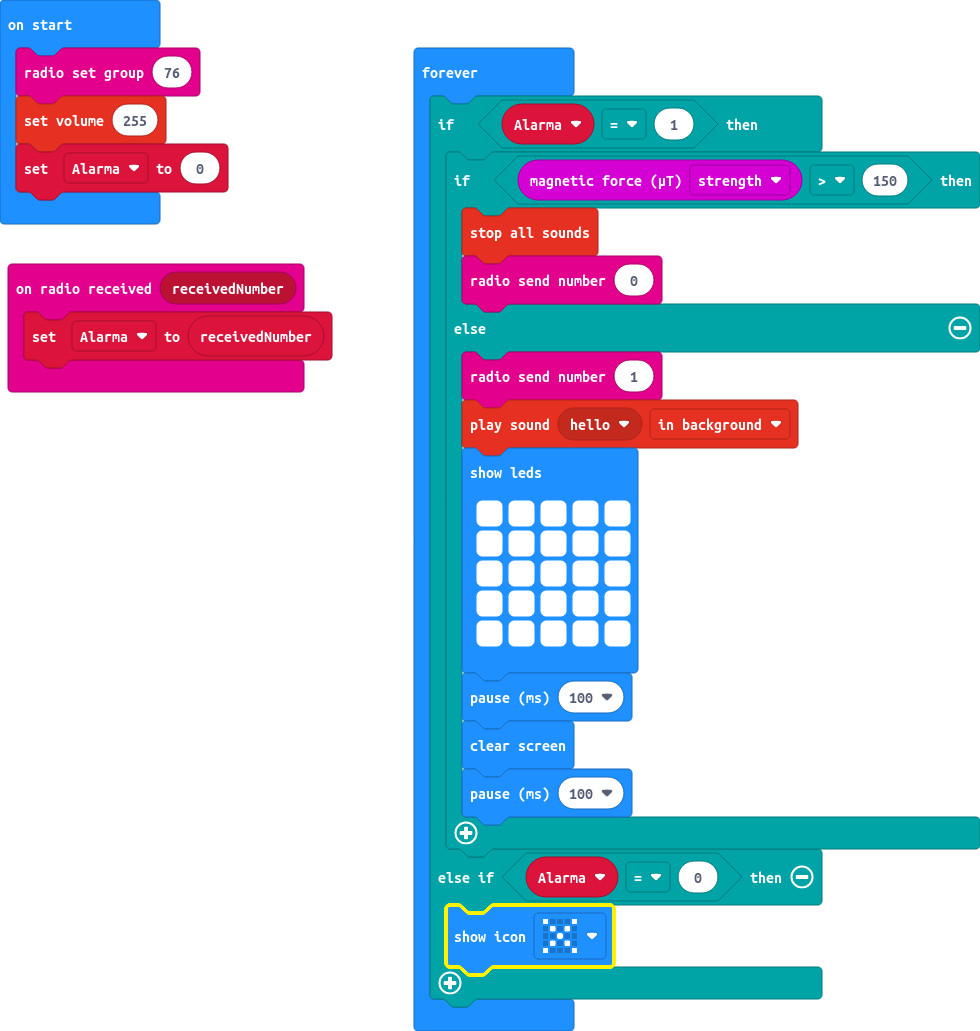 on start
radio set group 76
set volume 255
set Alarma to 0
on radio received receivedNumber
set Alarma to receivedNumber
forever
if Alarma = 1 then
if magnetic force (µT) strength > 150 then
stop all sounds
radio send number 0
else
radio send number 1
play sound hello in background
show leds
pause (ms) 100
clear screen
pause (ms) 100
else if Alarma = 0 then
show icon